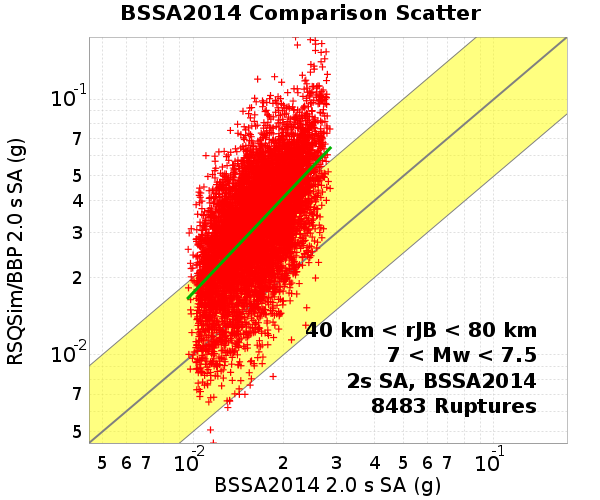 BSSA2014 Comparison Scatter
RSQSim/BBP 2.0 s SA (g)
10-1
7
5
4
3
2
10-2
7
5
40 km < rJB < 80 km
7 < Mw < 7.5
2s SA, BSSA2014
8483 Ruptures
5 6 7 10-2 2 3 4 5 6 7 10-1
BSSA2014 2.0 s SA (g)